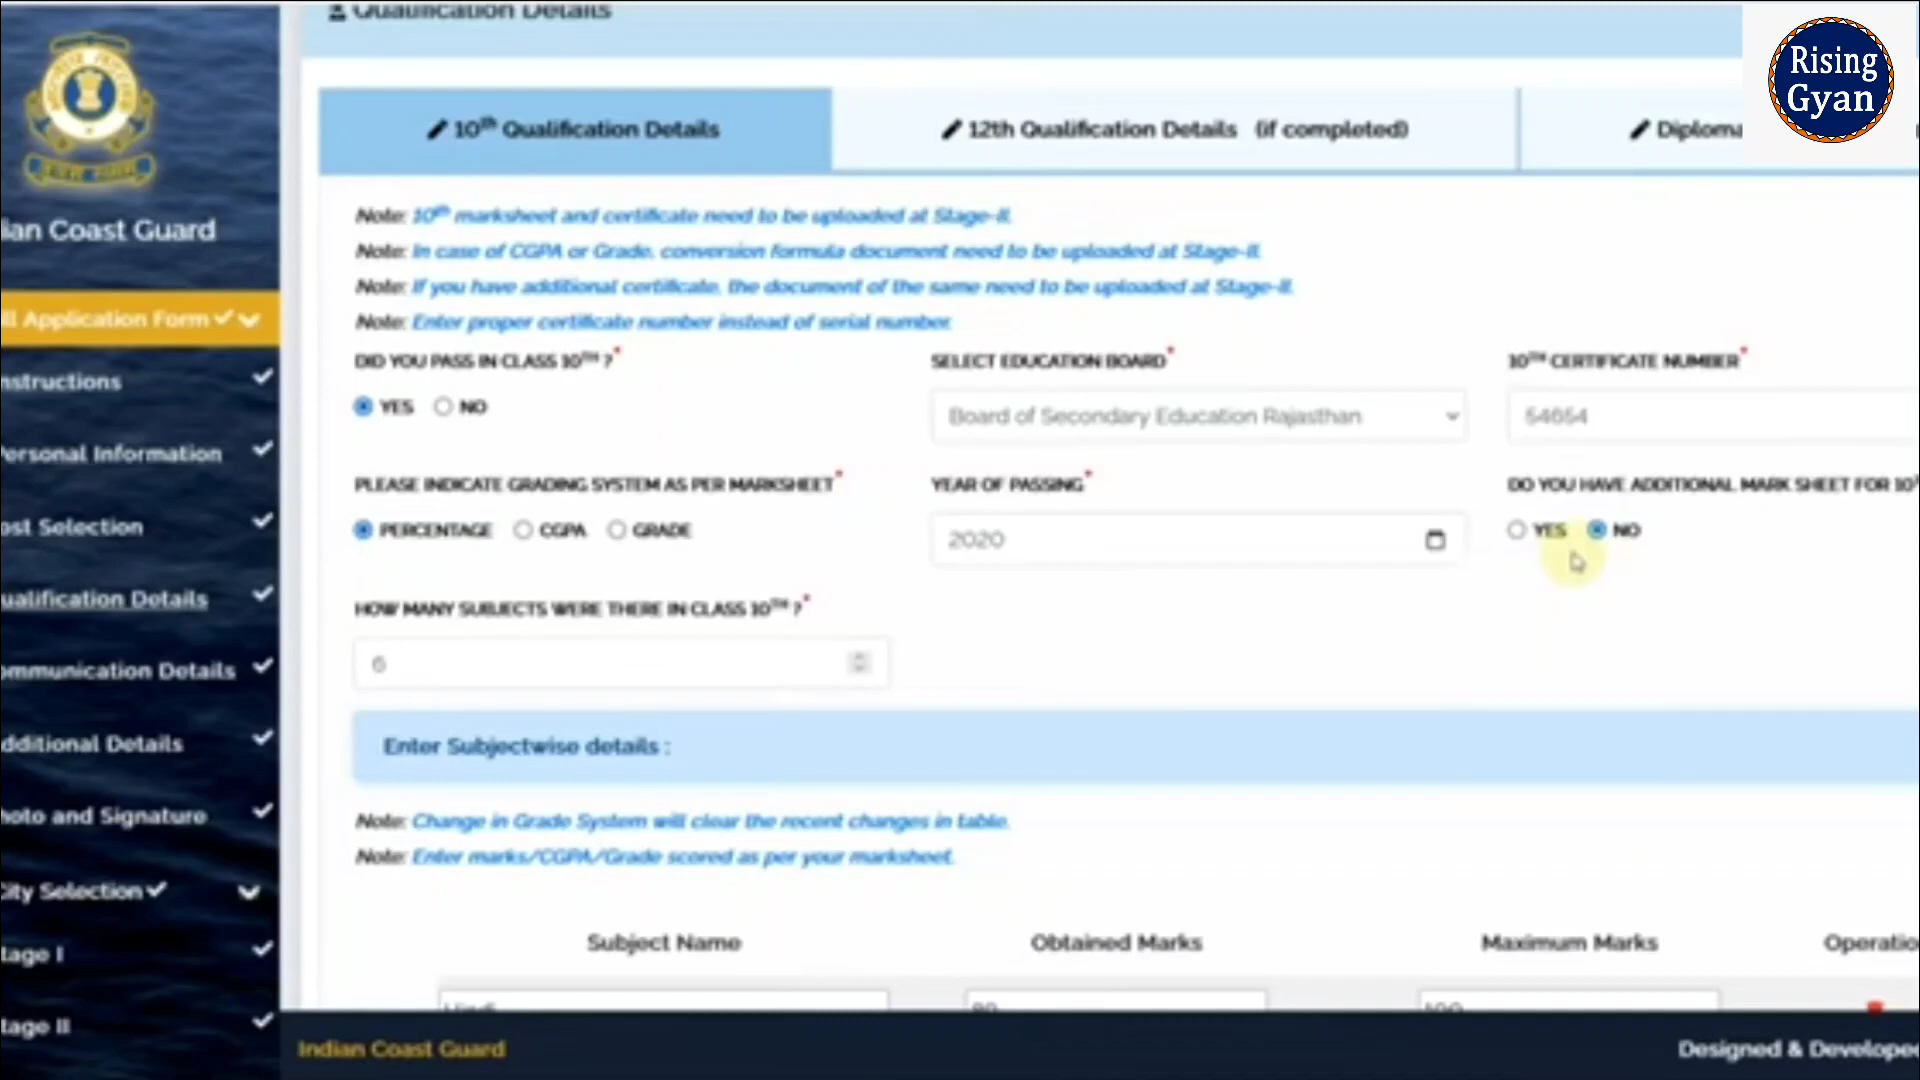 Qualification Details
Rising
Gyan
10th Qualification Details
12th Qualification Details (if completed)
Diploma
ian Coast Guard
Note: 10th marksheet and certificate need to be uploaded at Stage-II.
Note: In case of CGPA or Grade, conversion formula document need to be uploaded at Stage-II.
Note: If you have additional certificate, the document of the same need to be uploaded at Stage-II.
Note: Enter proper certificate number instead of serial number.
ll Application Form
DID YOU PASS IN CLASS 10TH ?*
SELECT EDUCATION BOARD*
10TH CERTIFICATE NUMBER*
nstructions
YES NO
Board of Secondary Education Rajasthan
54654
ersonal Information
PLEASE INDICATE GRADING SYSTEM AS PER MARKSHEET*
YEAR OF PASSING*
DO YOU HAVE ADDITIONAL MARK SHEET FOR 10
ost Selection
PERCENTAGE CGPA GRADE
2020
YES NO
ualification Details
HOW MANY SUBJECTS WERE THERE IN CLASS 10TH ?*
6
ommunication Details
dditional Details
Enter Subjectwise details :
hoto and Signature
Note: Change in Grade System will clear the recent changes in table.
Note: Enter marks/CGPA/Grade scored as per your marksheet.
City Selection
tage I
Subject Name
Obtained Marks
Maximum Marks
Operatio
tage II
Indian Coast Guard
Designed & Develope